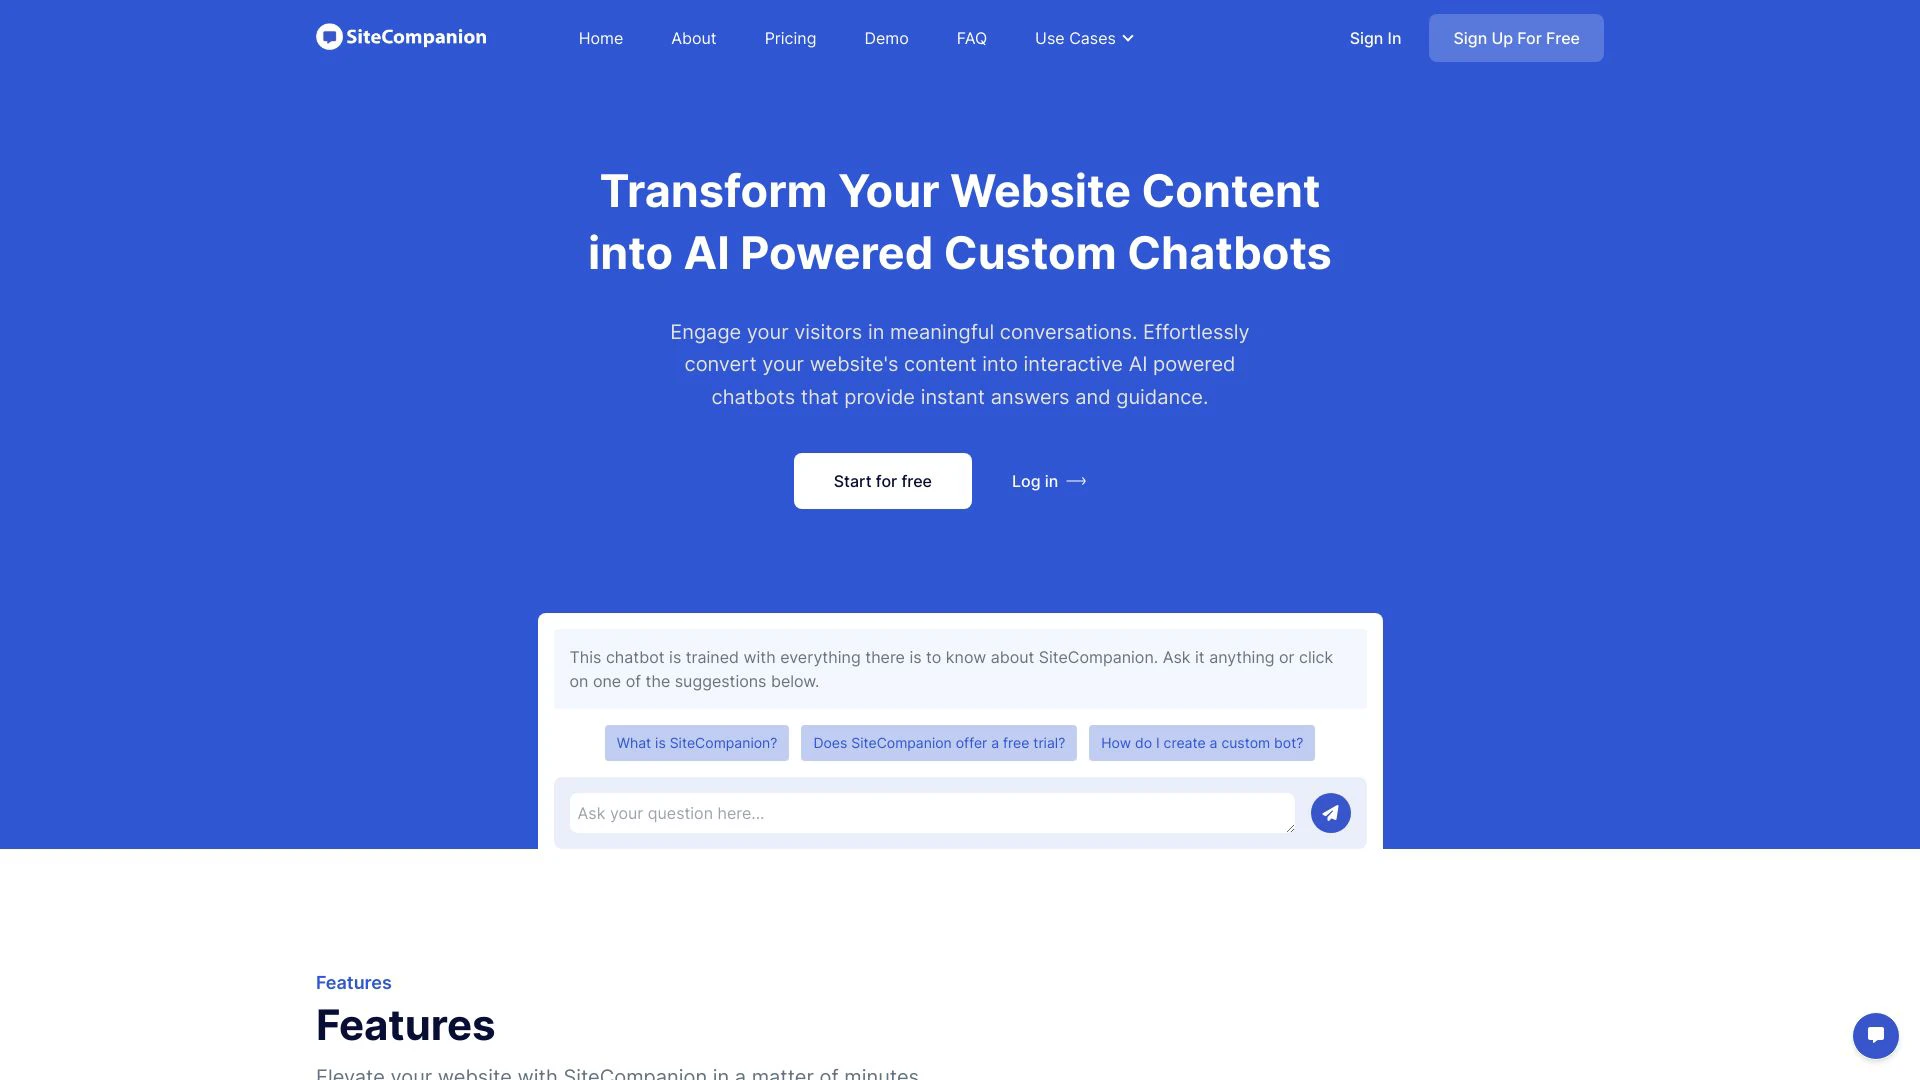 SiteCompanion
Home
About
Pricing
Demo
FAQ
Use Cases
Sign In
Sign Up For Free
Transform Your Website Content
into AI Powered Custom Chatbots
Engage your visitors in meaningful conversations. Effortlessly
convert your website's content into interactive AI powered
chatbots that provide instant answers and guidance.
Start for free
Log in
This chatbot is trained with everything there is to know about SiteCompanion. Ask it anything or click
on one of the suggestions below.
What is SiteCompanion?
Does SiteCompanion offer a free trial?
How do I create a custom bot?
Ask your question here...
Features
Features
Elevate your website with SiteCompanion in a matter of minutes